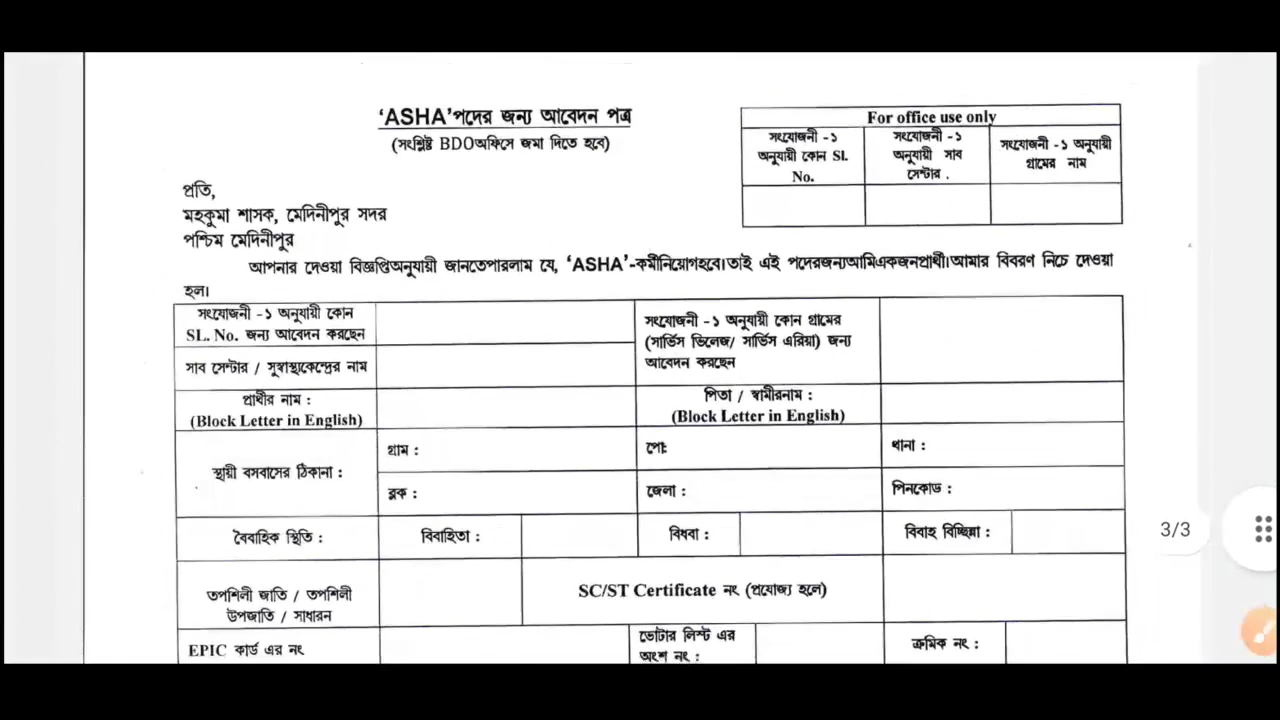 'ASHA'পদের জন্য আবেদন পত্র
(সংশ্লিষ্ট BDOঅফিসে জমা দিতে হবে)
For office use only
সংযোজনী -১ অনুযায়ী কোন Sl. No.
সংযোজনী -১ অনুযায়ী সাব সেন্টার .
সংযোজনী -১ অনুযায়ী গ্রামের নাম
প্রতি,
মহকুমা শাসক, মেদিনীপুর সদর
পশ্চিম মেদিনীপুর
আপনার দেওয়া বিজ্ঞপ্তিঅনুযায়ী জানতেপারলাম যে, 'ASHA'-কর্মীনিয়োগহবে।তাই এই পদেরজন্যআমিএকজনপ্রার্থী।আমার বিবরণ নিচে দেওয়া
হল।
সংযোজনী -১ অনুযায়ী কোন
SL. No. জন্য আবেদন করছেন
সংযোজনী -১ অনুযায়ী কোন গ্রামের
(সার্ভিস ভিলেজ/ সার্ভিস এরিয়া) জন্য
আবেদন করছেন
সাব সেন্টার / সুস্বাস্থ্যকেন্দ্রের নাম
প্রার্থীর নাম :
(Block Letter in English)
পিতা / স্বামীরনাম :
(Block Letter in English)
স্থায়ী বসবাসের ঠিকানা :
গ্রাম :
পো:
থানা :
ব্লক :
জেলা :
পিনকোড :
বৈবাহিক স্থিতি :
বিবাহিতা :
বিধবা :
বিবাহ বিচ্ছিন্না :
তপশিলী জাতি / তপশিলী
উপজাতি / সাধারন
SC/ST Certificate নং (প্রযোজ্য হলে)
EPIC কার্ড এর নং
ভোটার লিস্ট এর
অংশ নং :
ক্রমিক নং :
3/3